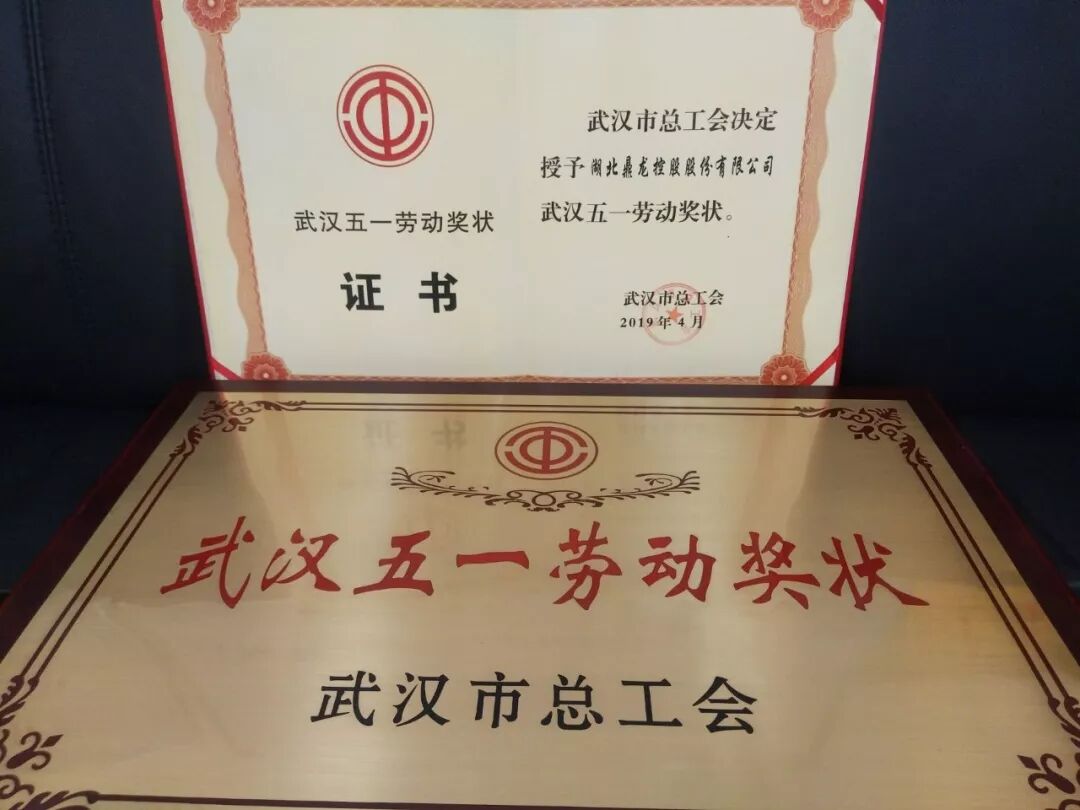 武汉五一劳动奖状
证书
武汉市总工会决定
授予湖北鼎龙控股股份有限公司
武汉五一劳动奖状。
武汉市总工会
2019年4月
武汉五一劳动奖状
武汉市总工会